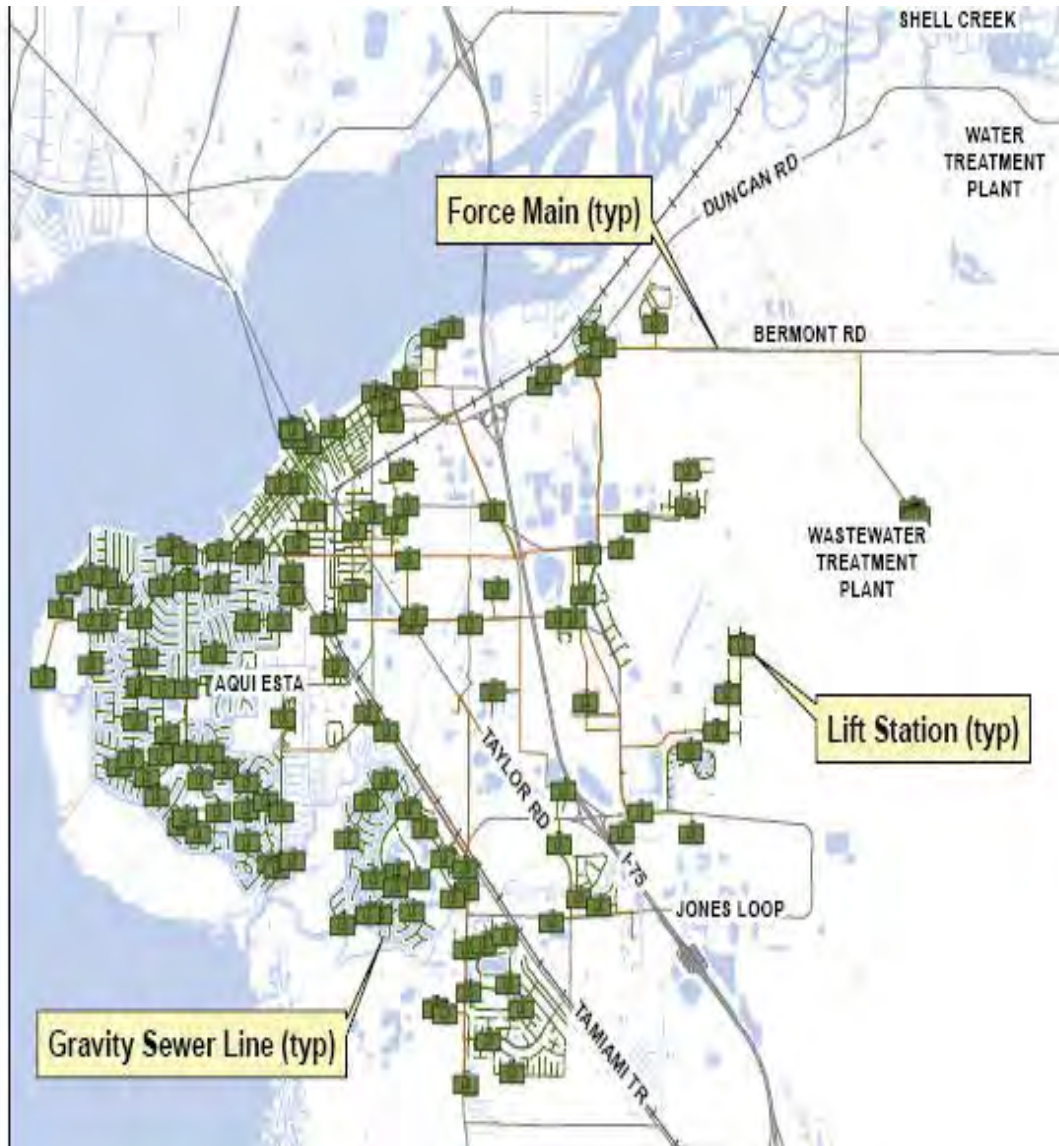 SHELL CREEK
WATER
TREATMENT
PLANT
DUNCAN RD
Force Main (typ)
BERMONT RD
WASTEWATER
TREATMENT
PLANT
AQUI ESTA
Lift Station (typ)
TAYLOR RD
I-75
JONES LOOP
Gravity Sewer Line (typ)
TAMIAMI TR